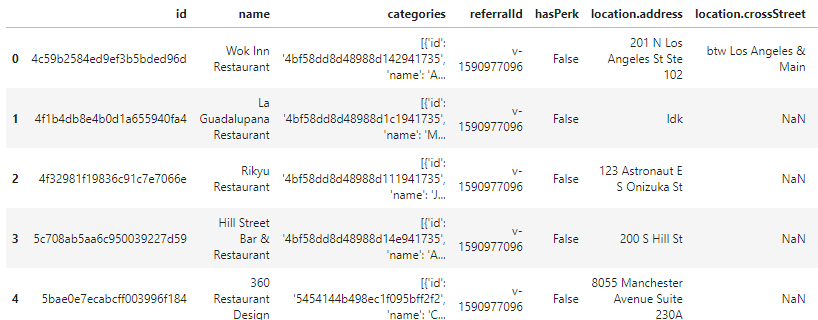 id name categories referralId hasPerk location.address location.crossStreet
0 4c59b2584ed9ef3b5bded96d Wok Inn Restaurant [{'id': '4bf58dd8d48988d142941735', 'name': 'A... v-1590977096 False 201 N Los Angeles St Ste 102 btw Los Angeles & Main
1 4f1b4db8e4b0d1a655940fa4 La Guadalupana Restaurant [{'id': '4bf58dd8d48988d1c1941735', 'name': 'M... v-1590977096 False Idk NaN
2 4f32981f19836c91c7e7066e Rikyu Restaurant [{'id': '4bf58dd8d48988d111941735', 'name': 'J... v-1590977096 False 123 Astronaut E S Onizuka St NaN
3 5c708ab5aa6c950039227d59 Hill Street Bar & Restaurant [{'id': '4bf58dd8d48988d14e941735', 'name': 'A... v-1590977096 False 200 S Hill St NaN
4 5bae0e7ecabcff003996f184 360 Restaurant Design [{'id': '5454144b498ec1f095bff2f2', 'name': 'C... v-1590977096 False 8055 Manchester Avenue Suite 230A NaN